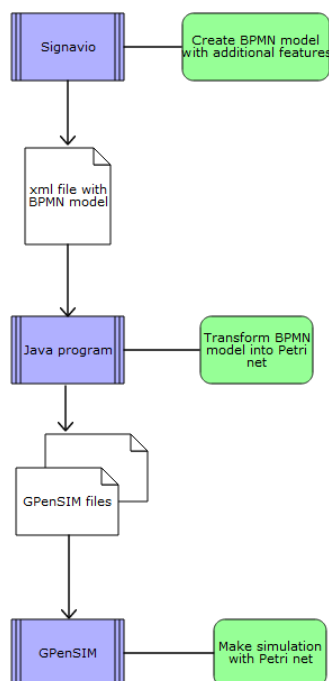 Signavio
Create BPMN model
with additional features
xml file with
BPMN model
Java program
Transform BPMN
model into Petri
net
GPenSIM files
GPenSIM
Make simulation
with Petri net